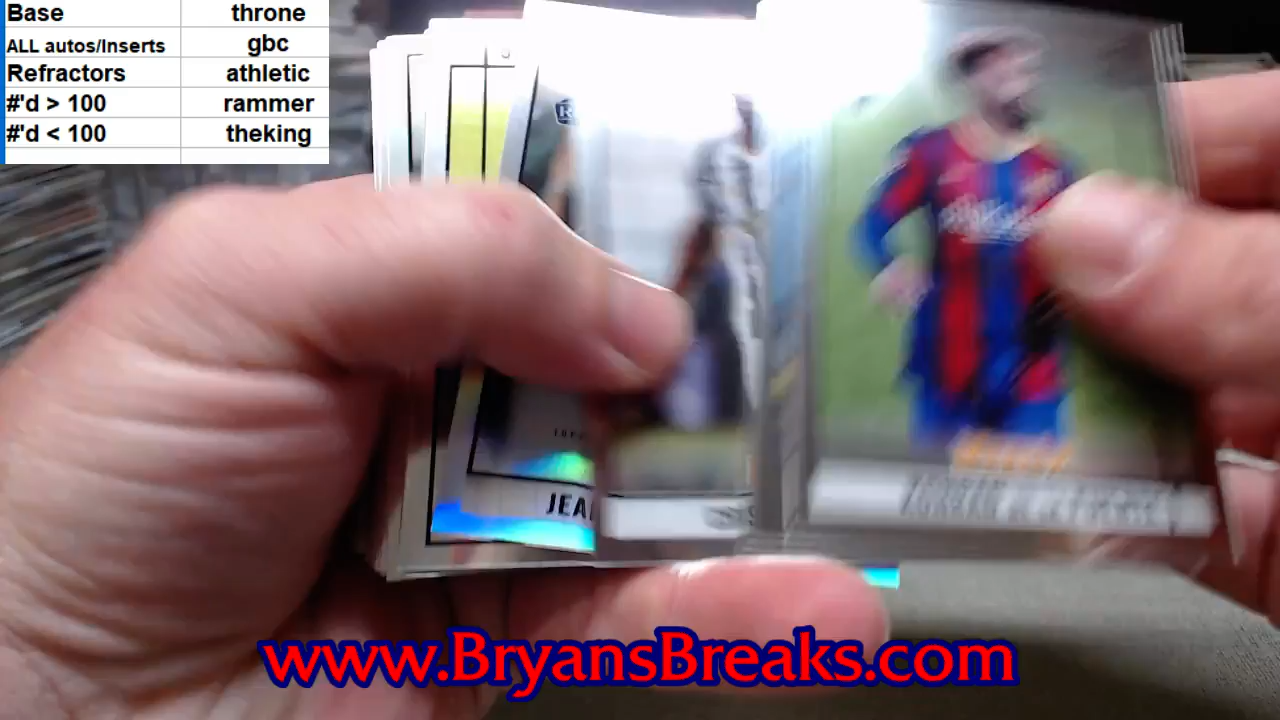 Base throne
ALL autos/Inserts gbc
Refractors athletic
#'d > 100 rammer
#'d < 100 theking
JEA
www.BryansBreaks.com